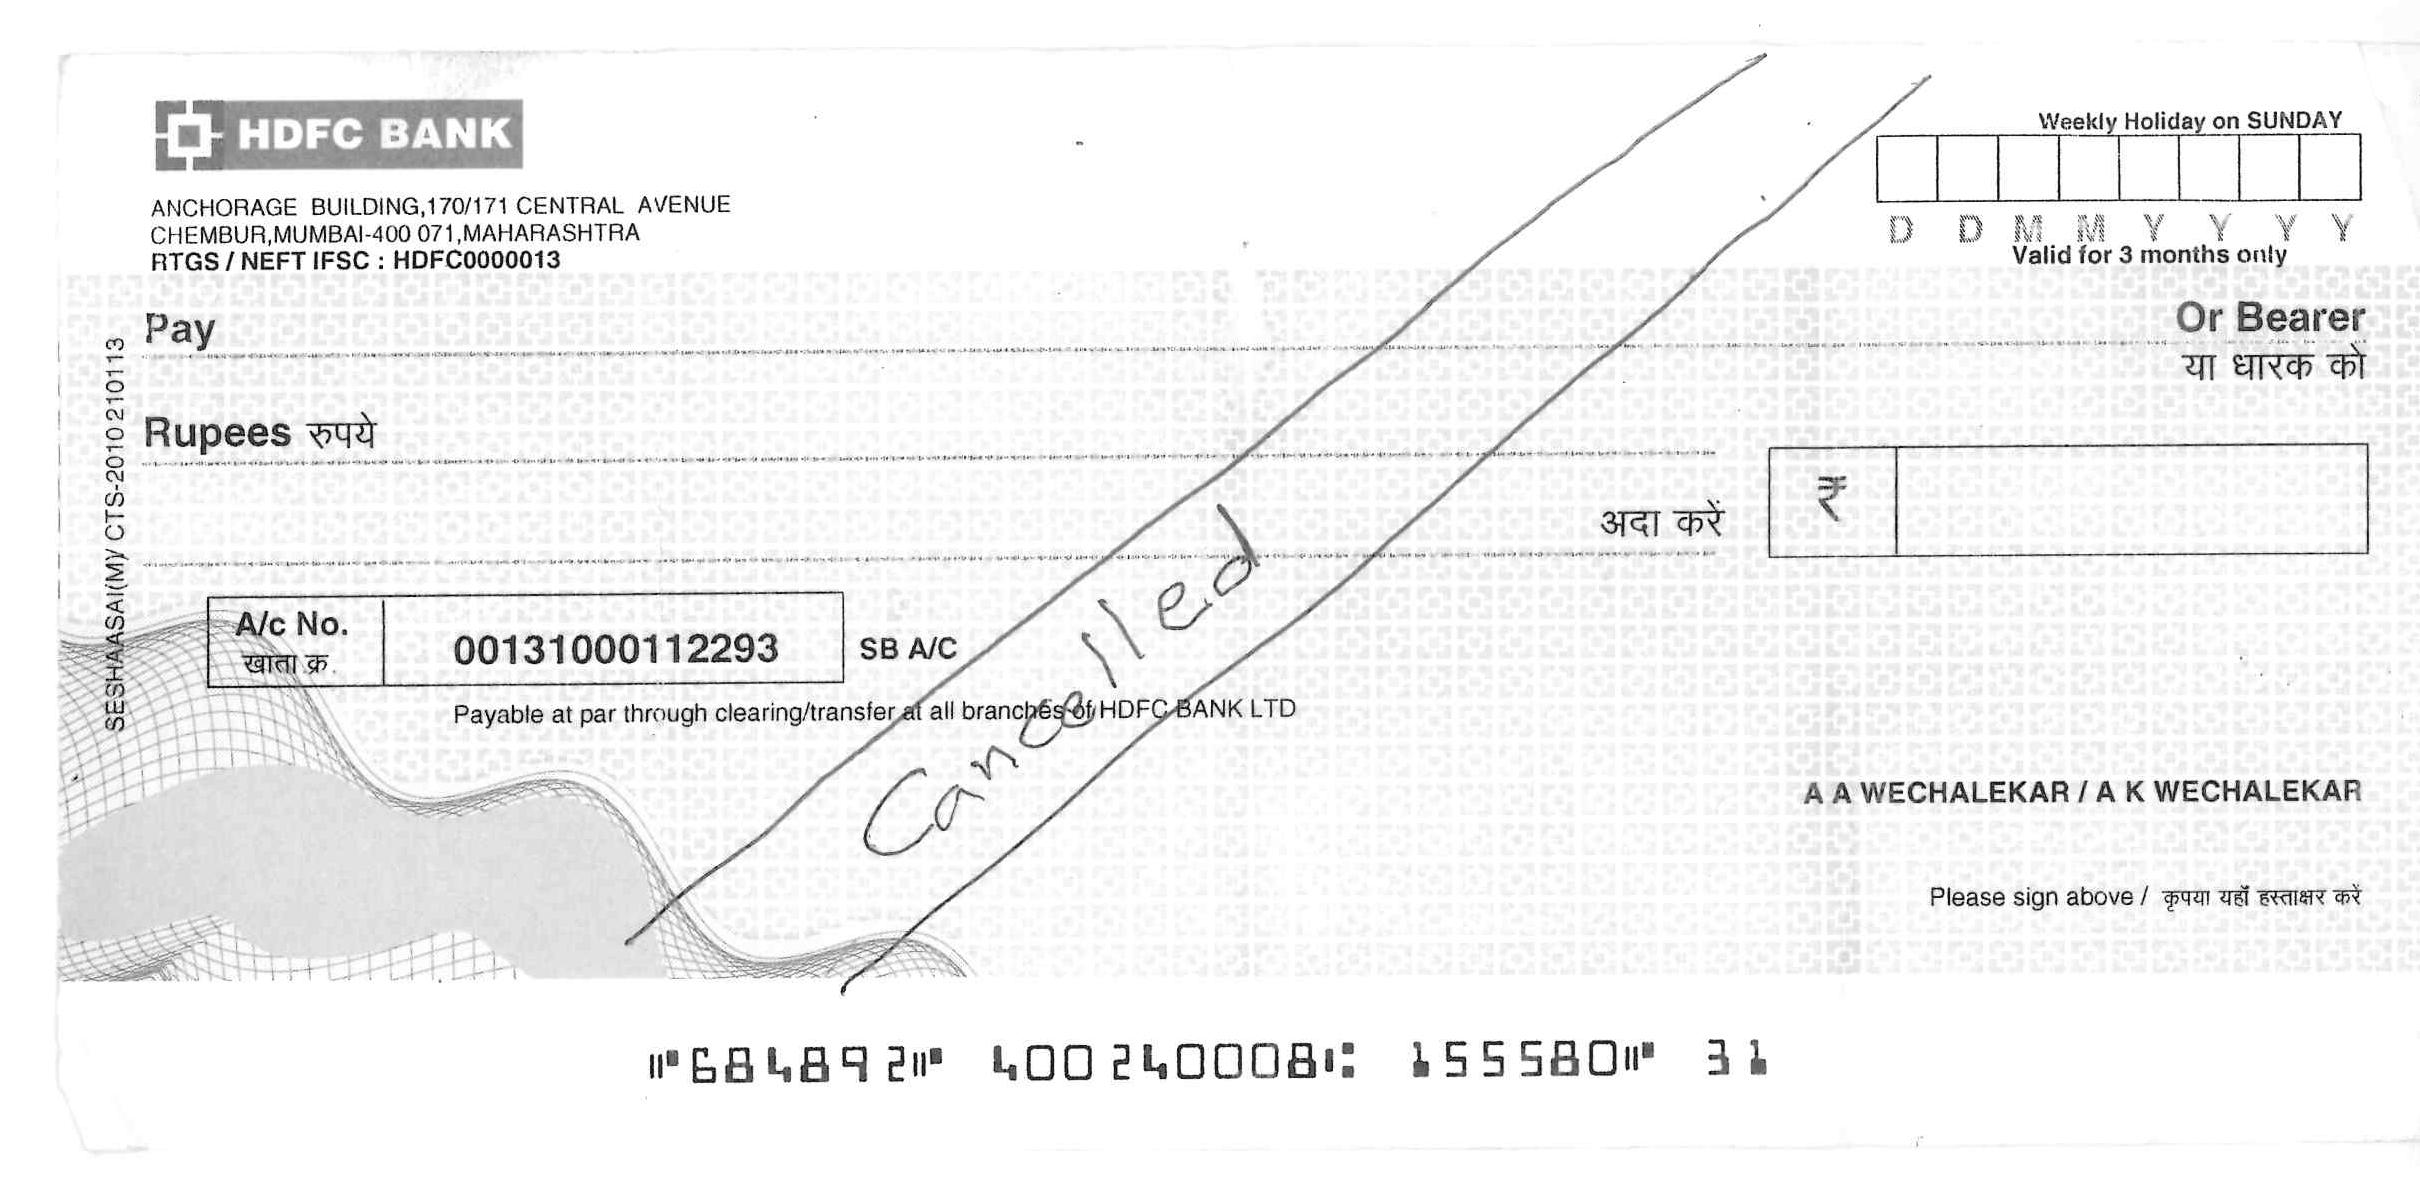 HDFC BANK
ANCHORAGE BUILDING,170/171 CENTRAL AVENUE
CHEMBUR,MUMBAI-400 071,MAHARASHTRA
RTGS / NEFT IFSC : HDFC0000013
Weekly Holiday on SUNDAY
D D M M Y Y Y Y
Valid for 3 months only
Pay
Or Bearer
या धारक को
Rupees रुपये
अदा करें
₹
A/c No.
खाता क्र.
00131000112293
SB A/C
Payable at par through clearing/transfer at all branches of HDFC BANK LTD
Cancelled
A A WECHALEKAR / A K WECHALEKAR
Please sign above / कृपया यहाँ हस्ताक्षर करें
SESHAASAI(M)/ CTS-2010 210113
⑈684892⑈ 400240008⑆ 155580⑈ 31